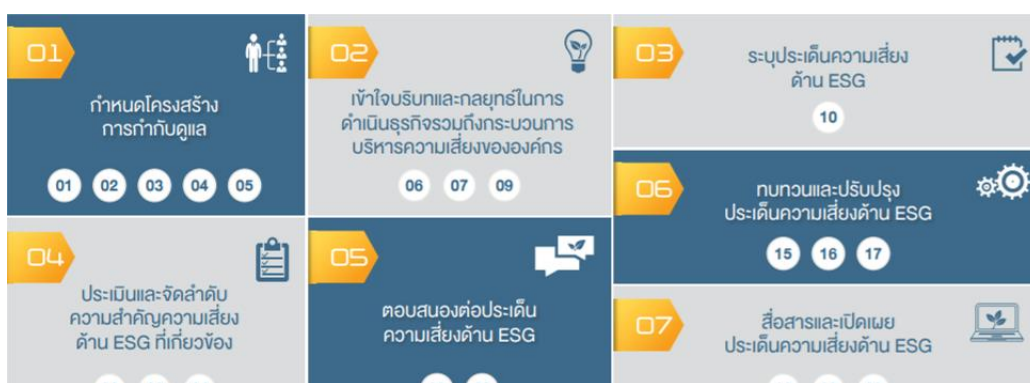 01
กำหนดโครงสร้าง
การกำกับดูแล
01 02 03 04 05
02
เข้าใจบริบทและกลยุทธ์ในการ
ดำเนินธุรกิจรวมถึงกระบวนการ
บริหารความเสี่ยงขององค์กร
06 07 09
03
ระบุประเด็นความเสี่ยง
ด้าน ESG
10
04
ประเมินและจัดลำดับ
ความสำคัญความเสี่ยง
ด้าน ESG ที่เกี่ยวข้อง
05
ตอบสนองต่อประเด็น
ความเสี่ยงด้าน ESG
06
ทบทวนและปรับปรุง
ประเด็นความเสี่ยงด้าน ESG
15 16 17
07
สื่อสารและเปิดเผย
ประเด็นความเสี่ยงด้าน ESG